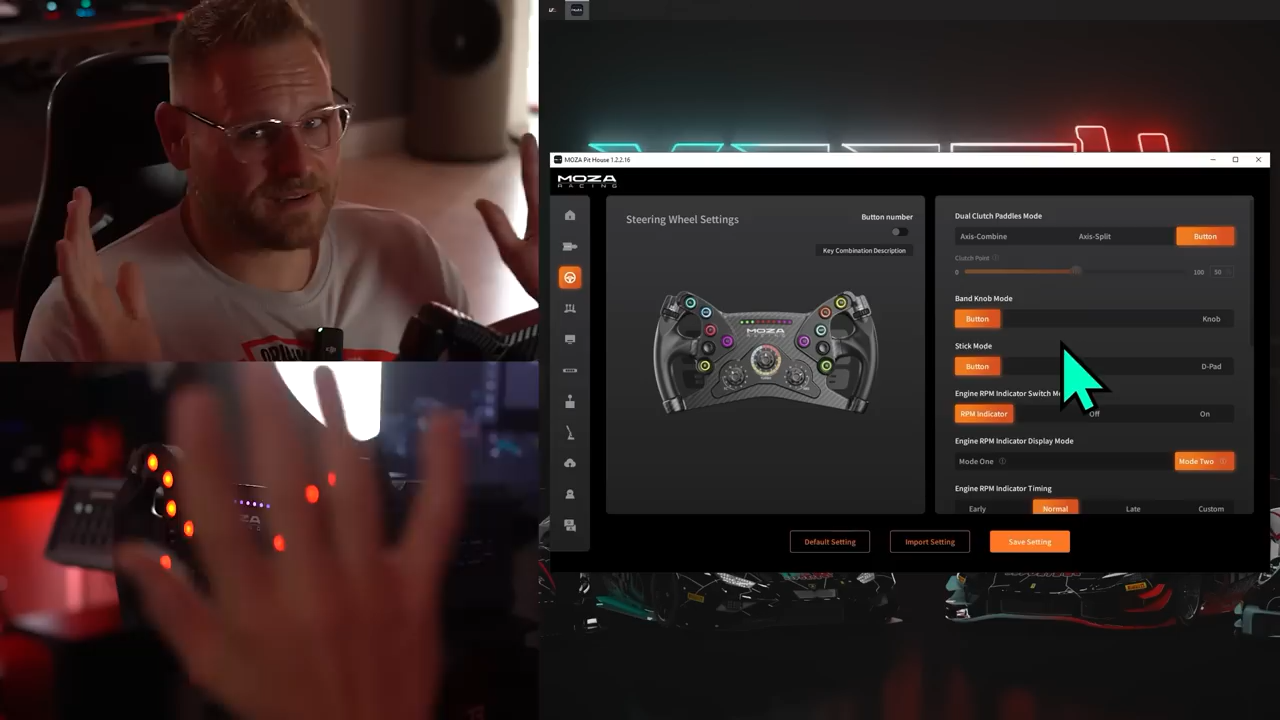 MOZA
MOZA Pit House 1.2.2.16
MOZA
RACING
Steering Wheel Settings
Button number
Key Combination Description
MOZA
Dual Clutch Paddles Mode
Axis-Combine
Axis-Split
Button
Clutch Point
0
100
50
Band Knob Mode
Button
Knob
Stick Mode
Button
D-Pad
Engine RPM Indicator Switch M
RPM Indicator
Off
On
Engine RPM Indicator Display Mode
Mode One
Mode Two
Engine RPM Indicator Timing
Early
Normal
Late
Custom
Default Setting
Import Setting
Save Setting